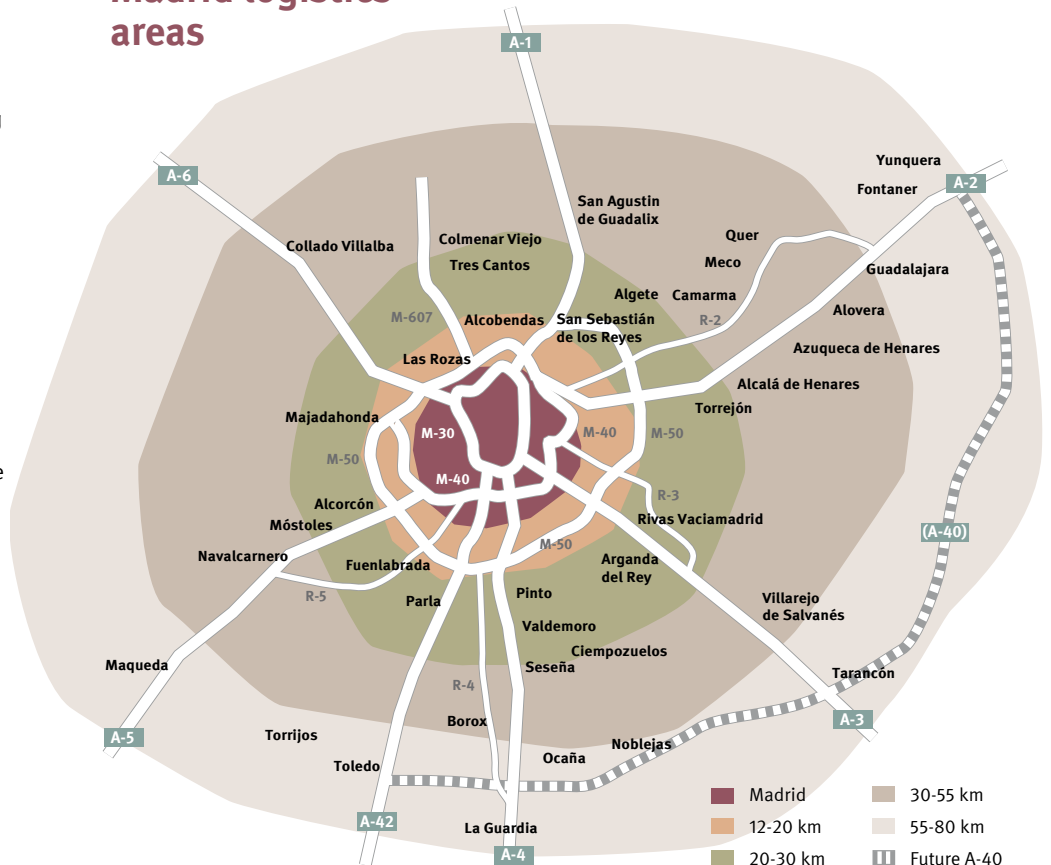 madrid logistics
areas
A-1
A-6
Yunquera
A-2
Fontaner
San Agustin
de Guadalix
Quer
Collado Villalba
Colmenar Viejo
Meco
Tres Cantos
Guadalajara
Algete
Camarma
M-607
Alcobendas
San Sebastián
de los Reyes
R-2
Alovera
Las Rozas
Azuqueca de Henares
Alcalá de Henares
Torrejón
Majadahonda
M-30
M-40
M-50
M-50
M-40
Alcorcón
R-3
Móstoles
Rivas Vaciamadrid
(A-40)
Navalcarnero
M-50
Fuenlabrada
Arganda
del Rey
R-5
Parla
Pinto
Villarejo
de Salvanés
Valdemoro
Ciempozuelos
Maqueda
Seseña
Tarancón
R-4
Borox
A-3
A-5
Torrijos
Noblejas
Toledo
Ocaña
Madrid
30-55 km
A-42
La Guardia
12-20 km
55-80 km
A-4
20-30 km
Future A-40